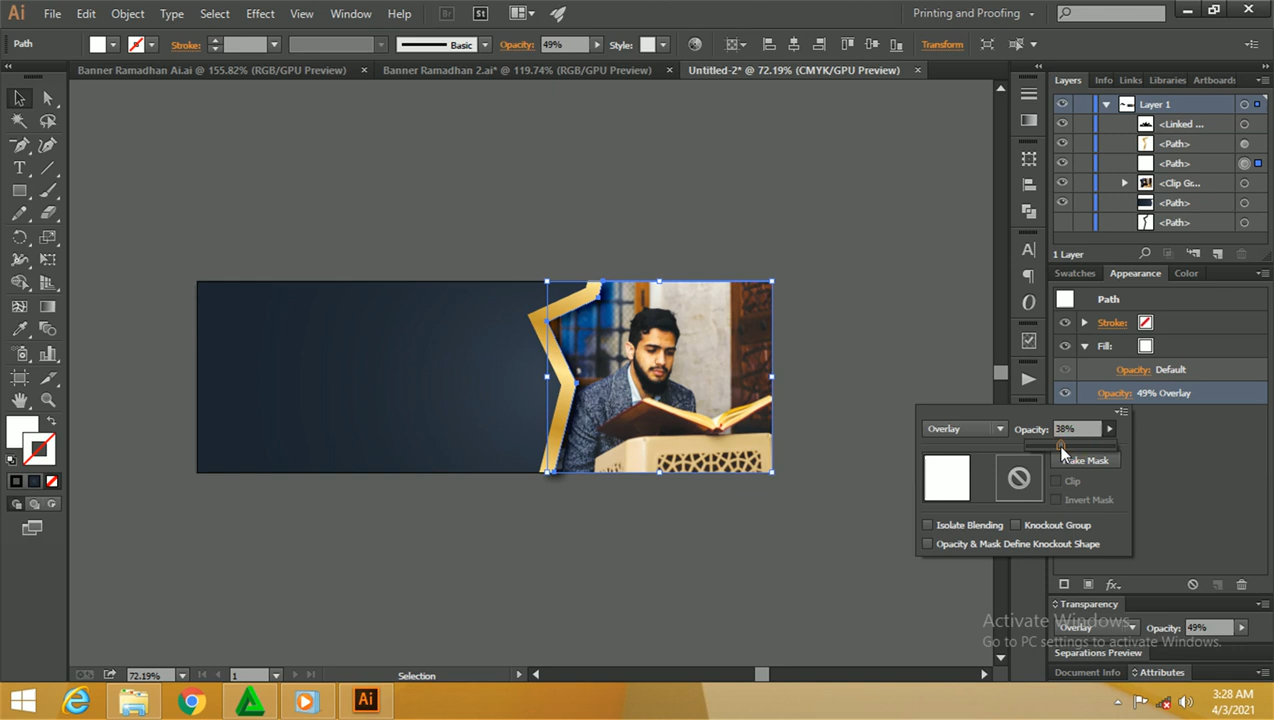 Ai File Edit Object Type Select Effect View Window Help Br St Printing and Proofing
Path Stroke: Basic Opacity: 49% Style: Transform
Banner Ramadhan Ai.ai @ 155.82% (RGB/GPU Preview) × Banner Ramadhan 2.ai* @ 119.74% (RGB/GPU Preview) × Untitled-2* @ 72.19% (CMYK/GPU Preview) ×
Layers Info Links Libraries Artboards
Layer 1
<Linked ...
<Path>
<Path>
<Clip Gr...
<Path>
<Path>
1 Layer
Swatches Appearance Color
Path
Stroke:
Fill:
Opacity: Default
Opacity: 49% Overlay
Overlay Opacity: 38%
Make Mask
Clip
Invert Mask
Isolate Blending Knockout Group
Opacity & Mask Define Knockout Shape
Transparency
Activate Windows
Overlay Opacity: 49%
Go to PC settings to activate Windows.
Separations Preview
Document Info Attributes
72.19% 1 Selection
Ai 3:28 AM
4/3/2021